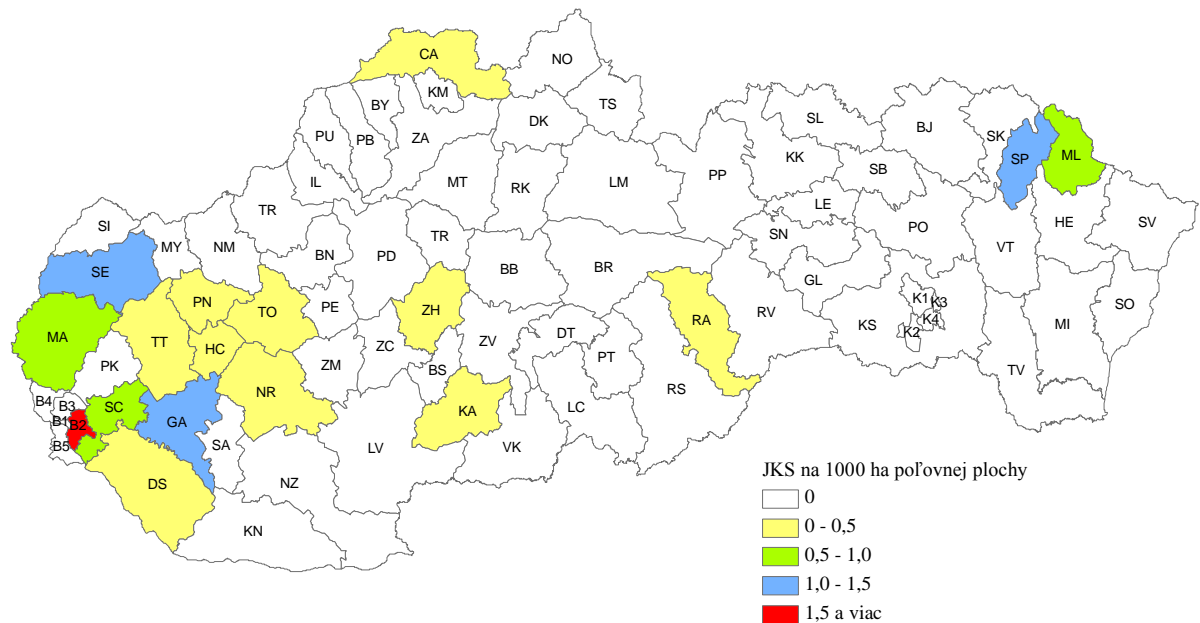 CA
NO
KM
BY
TS
PU
PB
ZA
DK
SL
BJ
SK
SP
ML
KK
SB
IL
MT
RK
LM
PP
LE
HE
SV
TR
SI
MY
NM
TR
SN
PO
VT
BN
PD
BB
BR
SE
GL
PE
PN
TO
ZH
RA
RV
K1
K3
K4
K2
KS
MI
SO
MA
TT
HC
ZC
ZV
DT
PT
PK
ZM
BS
TV
NR
RS
B4
B3
SC
GA
KA
LC
B1
B2
B5
SA
LV
VK
DS
NZ
KN
JKS na 1000 ha poľovnej plochy
0
0 - 0,5
0,5 - 1,0
1,0 - 1,5
1,5 a viac